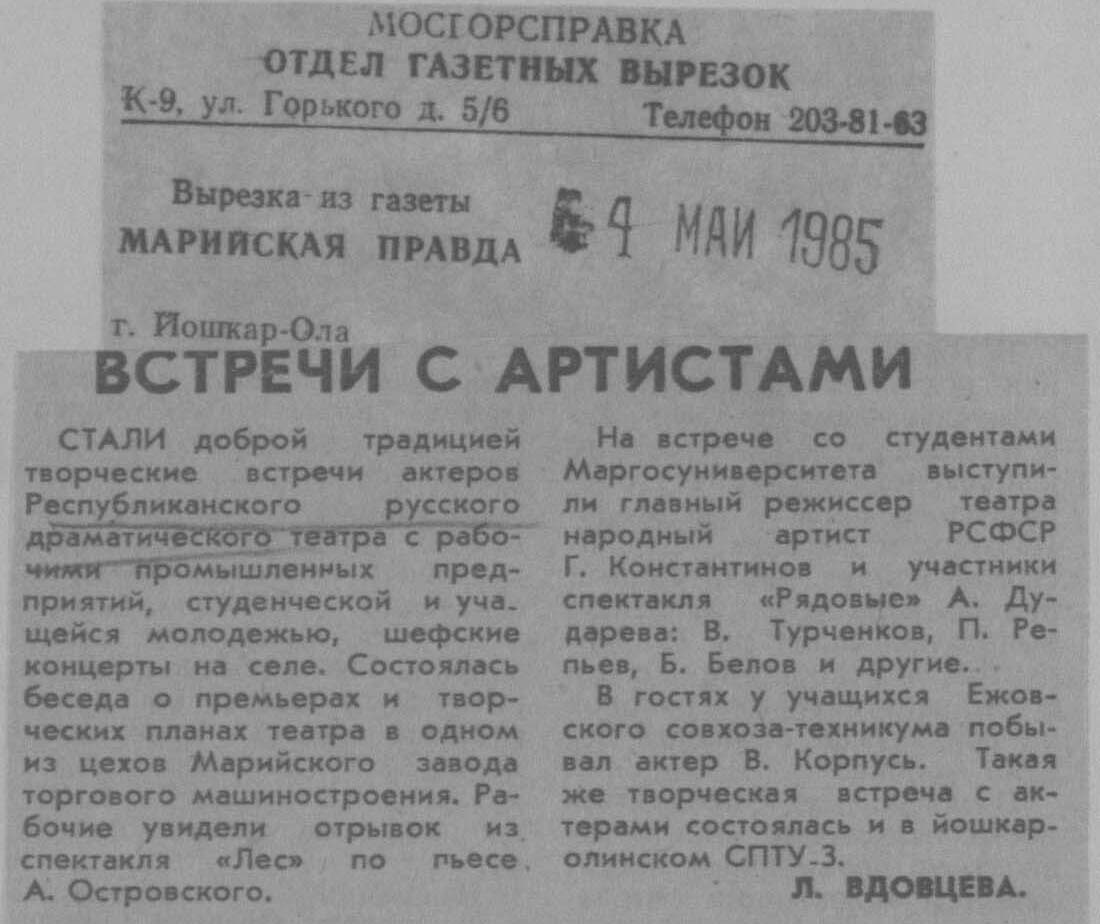 МОСГОРСПРАВКА
ОТДЕЛ ГАЗЕТНЫХ ВЫРЕЗОК
К-9, ул. Горького д. 5/6 Телефон 203-81-63
Вырезка из газеты
МАРИЙСКАЯ ПРАВДА
4 МАЙ 1985
г. Йошкар-Ола
ВСТРЕЧИ С АРТИСТАМИ
СТАЛИ доброй традицией
творческие встречи актеров
Республиканского русского
драматического театра с рабо-
чими промышленных пред-
приятий, студенческой и уча-
щейся молодежью, шефские
концерты на селе. Состоялась
беседа о премьерах и твор-
ческих планах театра в одном
из цехов Марийского завода
торгового машиностроения. Ра-
бочие увидели отрывок из
спектакля «Лес» по пьесе
А. Островского.
На встрече со студентами
Маргосуниверситета выступи-
ли главный режиссер театра
народный артист РСФСР
Г. Константинов и участники
спектакля «Рядовые» А. Ду-
дарева: В. Турченков, П. Ре-
пьев, Б. Белов и другие.
В гостях у учащихся Ежов-
ского совхоза-техникума побы-
вал актер В. Корпусь. Такая
же творческая встреча с ак-
терами состоялась и в йошкар-
олинском СПТУ-3.
Л. ВДОВЦЕВА.